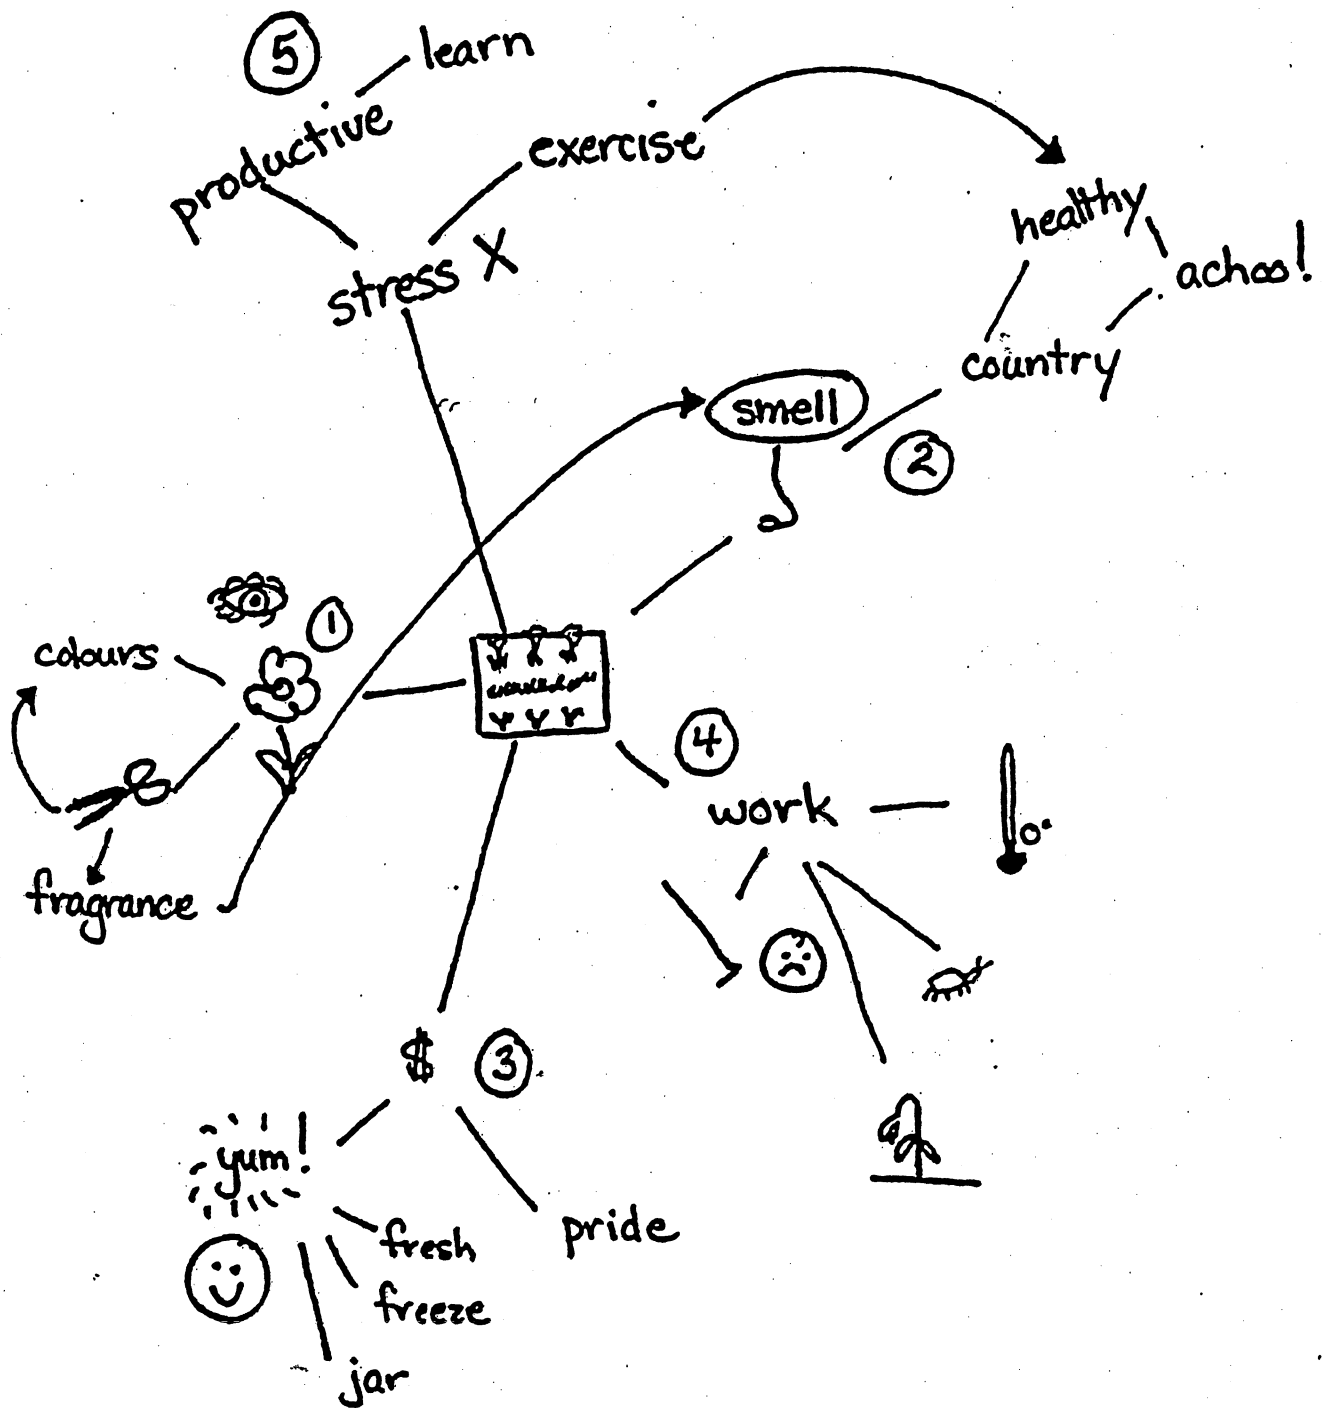 5
learn
productive
exercise
healthy
achoo!
stress X
country
smell
2
1
colours
4
work
0°
fragrance
$
3
yum!
fresh
pride
freeze
jar